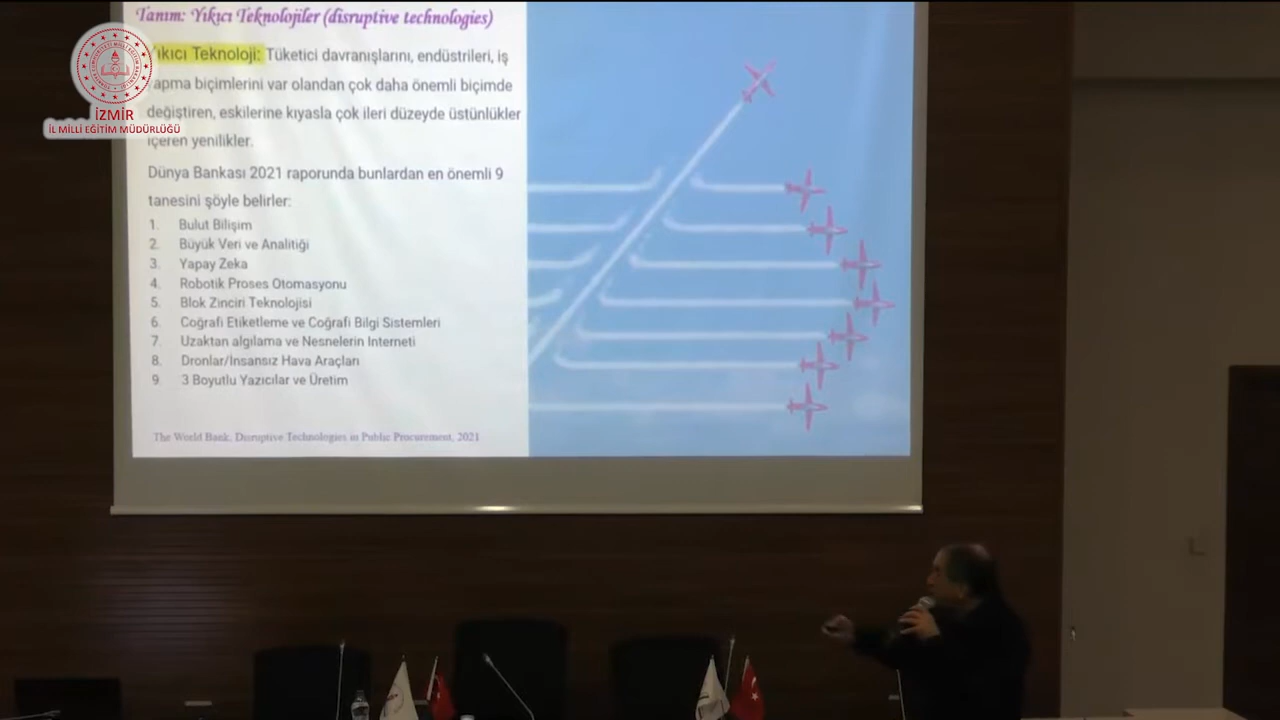 Tanım: Yıkıcı Teknolojiler (disruptive technologies)
Yıkıcı Teknoloji: Tüketici davranışlarını, endüstrileri, iş
yapma biçimlerini var olandan çok daha önemli biçimde
değiştiren, eskilerine kıyasla çok ileri düzeyde üstünlükler
içeren yenilikler.
Dünya Bankası 2021 raporunda bunlardan en önemli 9
tanesini şöyle belirler:
1. Bulut Bilişim
2. Büyük Veri ve Analitiği
3. Yapay Zeka
4. Robotik Proses Otomasyonu
5. Blok Zinciri Teknolojisi
6. Coğrafi Etiketleme ve Coğrafi Bilgi Sistemleri
7. Uzaktan algılama ve Nesnelerin Interneti
8. Dronlar/Insansız Hava Araçları
9. 3 Boyutlu Yazıcılar ve Üretim
The World Bank, Disruptive Technologies in Public Procurement, 2021
İZMİR
İL MİLLİ EĞİTİM MÜDÜRLÜĞÜ